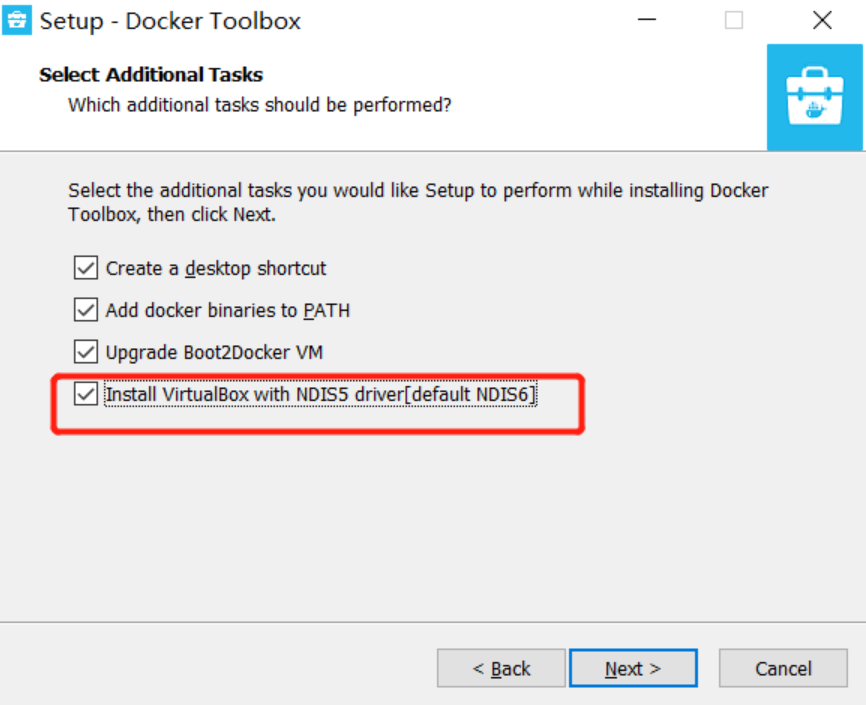 Setup - Docker Toolbox
Select Additional Tasks
Which additional tasks should be performed?
Select the additional tasks you would like Setup to perform while installing Docker
Toolbox, then click Next.
Create a desktop shortcut
Add docker binaries to PATH
Upgrade Boot2Docker VM
Install VirtualBox with NDIS5 driver[default NDIS6]
< Back Next > Cancel